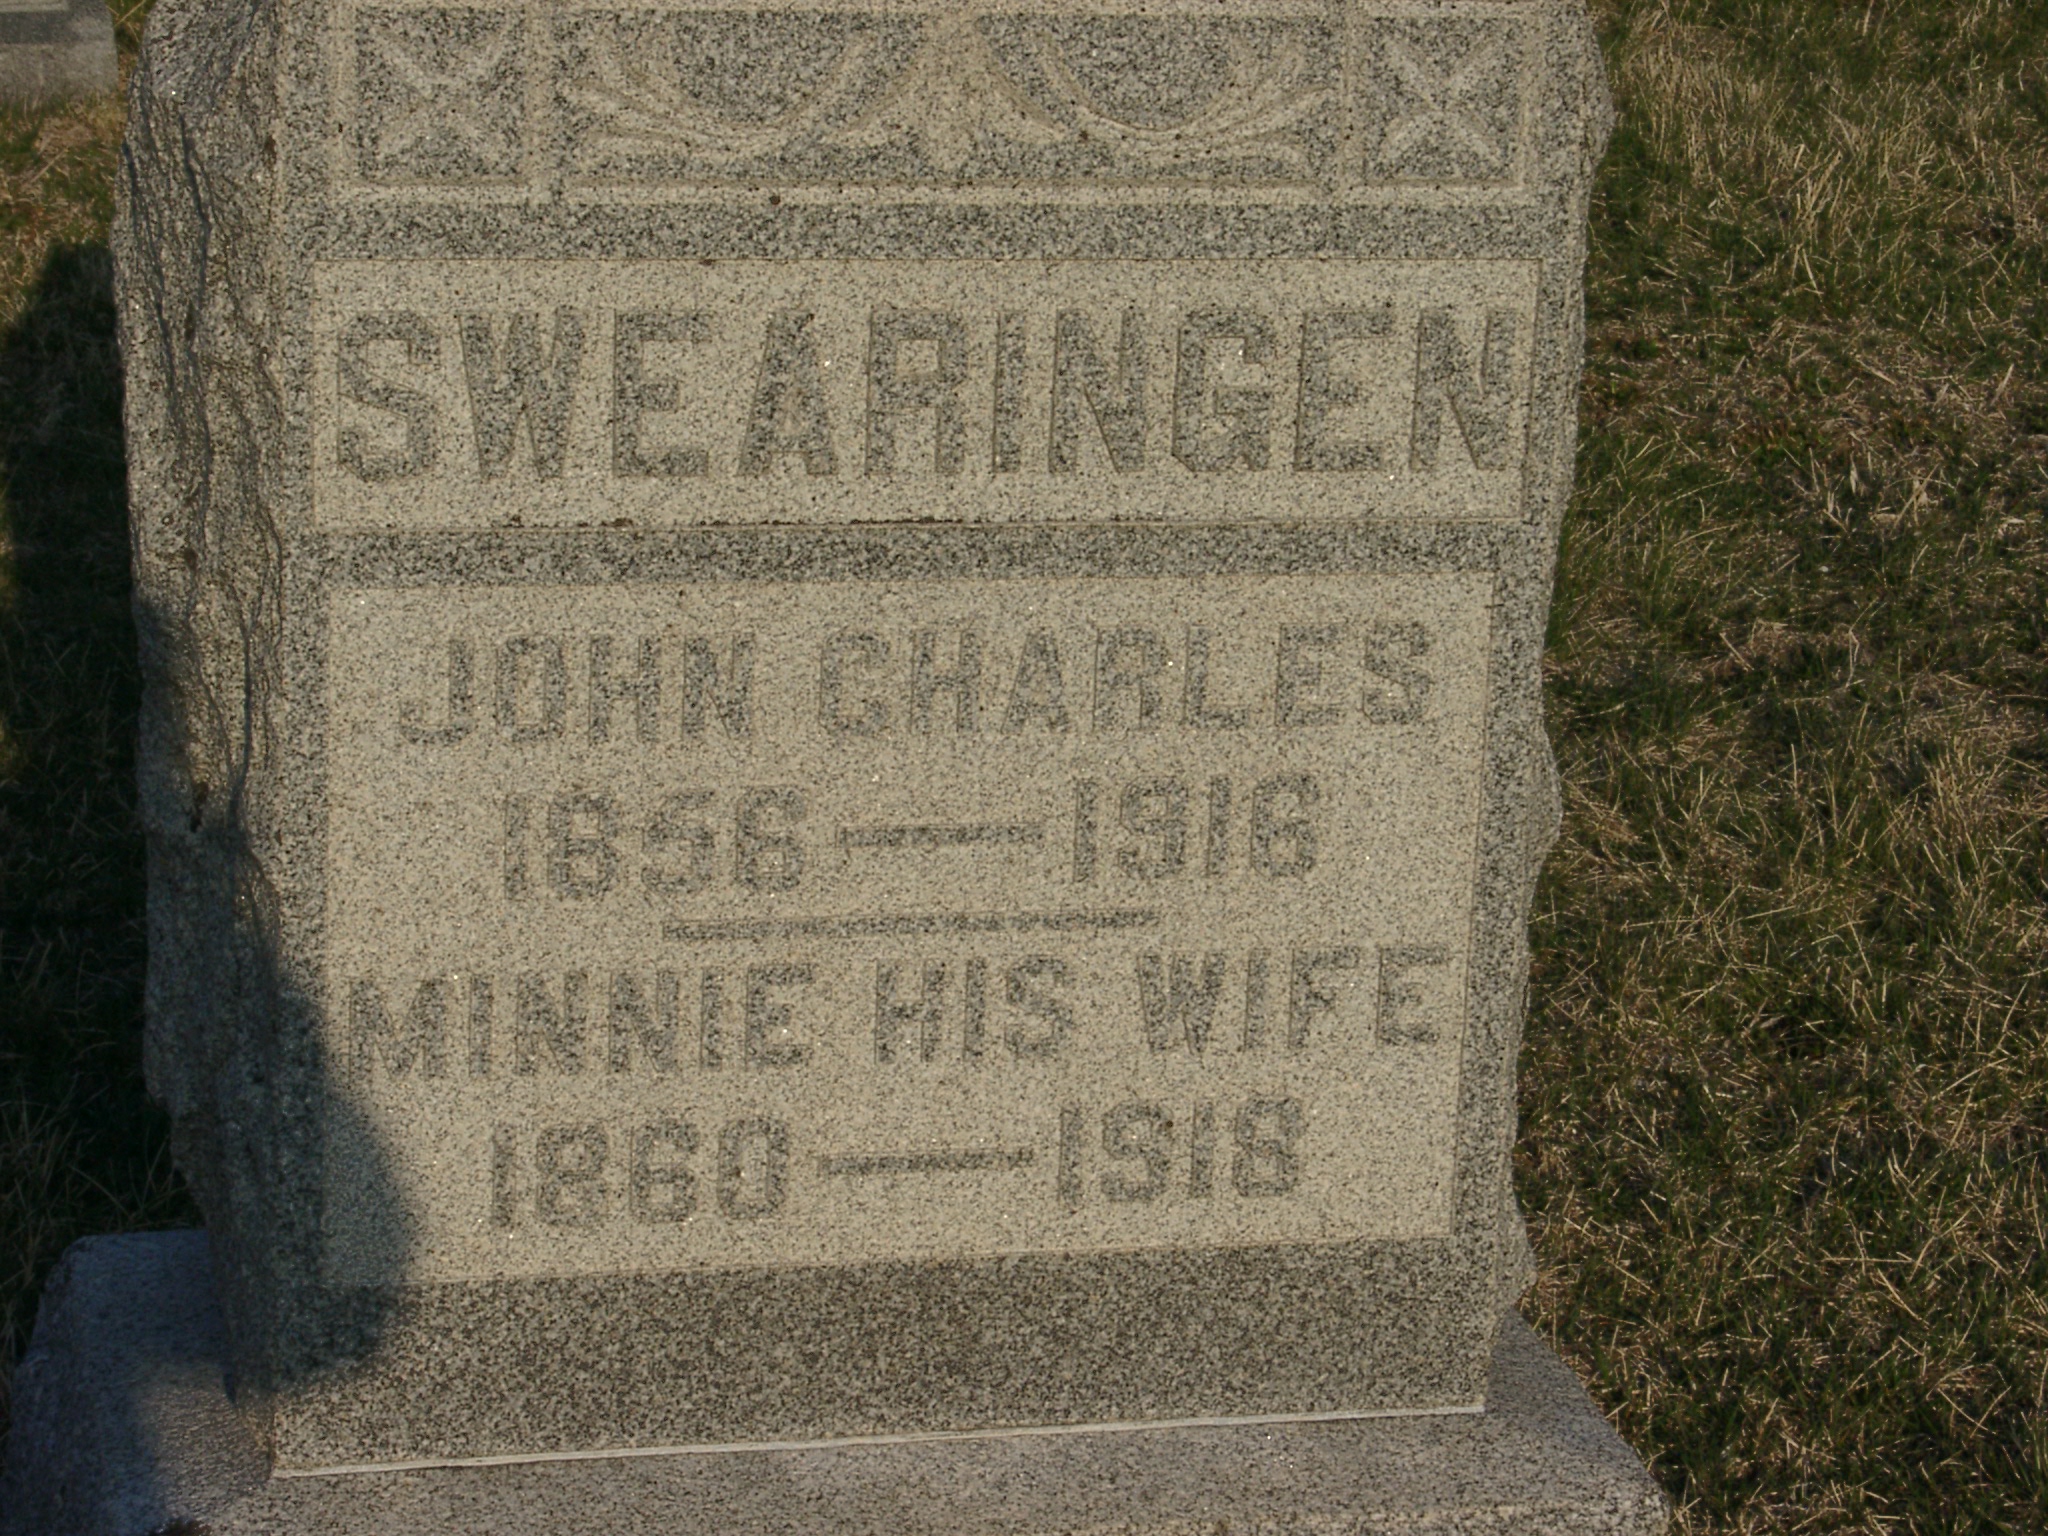 SWEARINGEN
JOHN CHARLES
1856 — 1916
MINNIE HIS WIFE
1860 — 1918